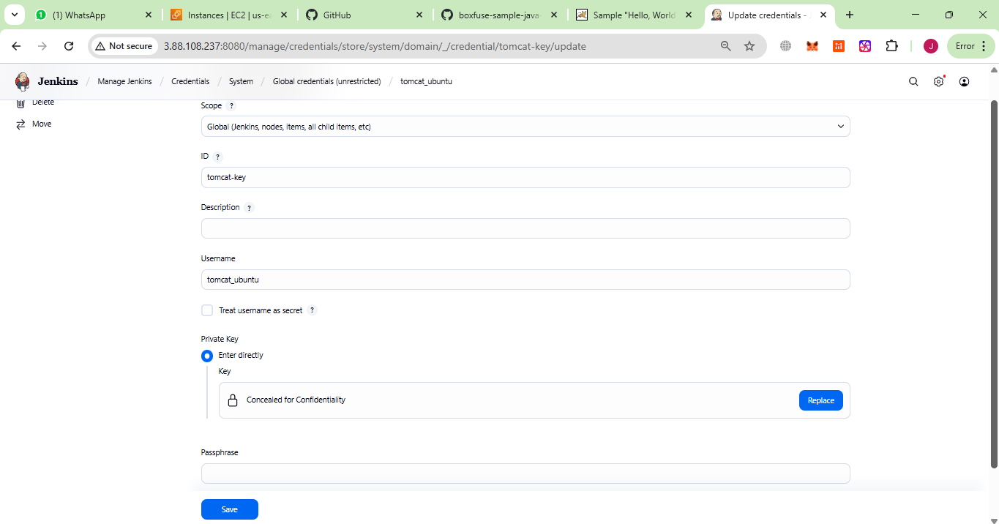 1 (1) WhatsApp
Instances | EC2 | us-ea
GitHub
boxfuse-sample-java-
Sample "Hello, World
Update credentials -
Not secure
3.88.108.237:8080/manage/credentials/store/system/domain/_/credential/tomcat-key/update
J
Error
Jenkins / Manage Jenkins / Credentials / System / Global credentials (unrestricted) / tomcat_ubuntu
Delete
Move
Scope ?
Global (Jenkins, nodes, items, all child items, etc)
ID ?
tomcat-key
Description ?
Username
tomcat_ubuntu
Treat username as secret ?
Private Key
Enter directly
Key
Concealed for Confidentiality
Replace
Passphrase
Save